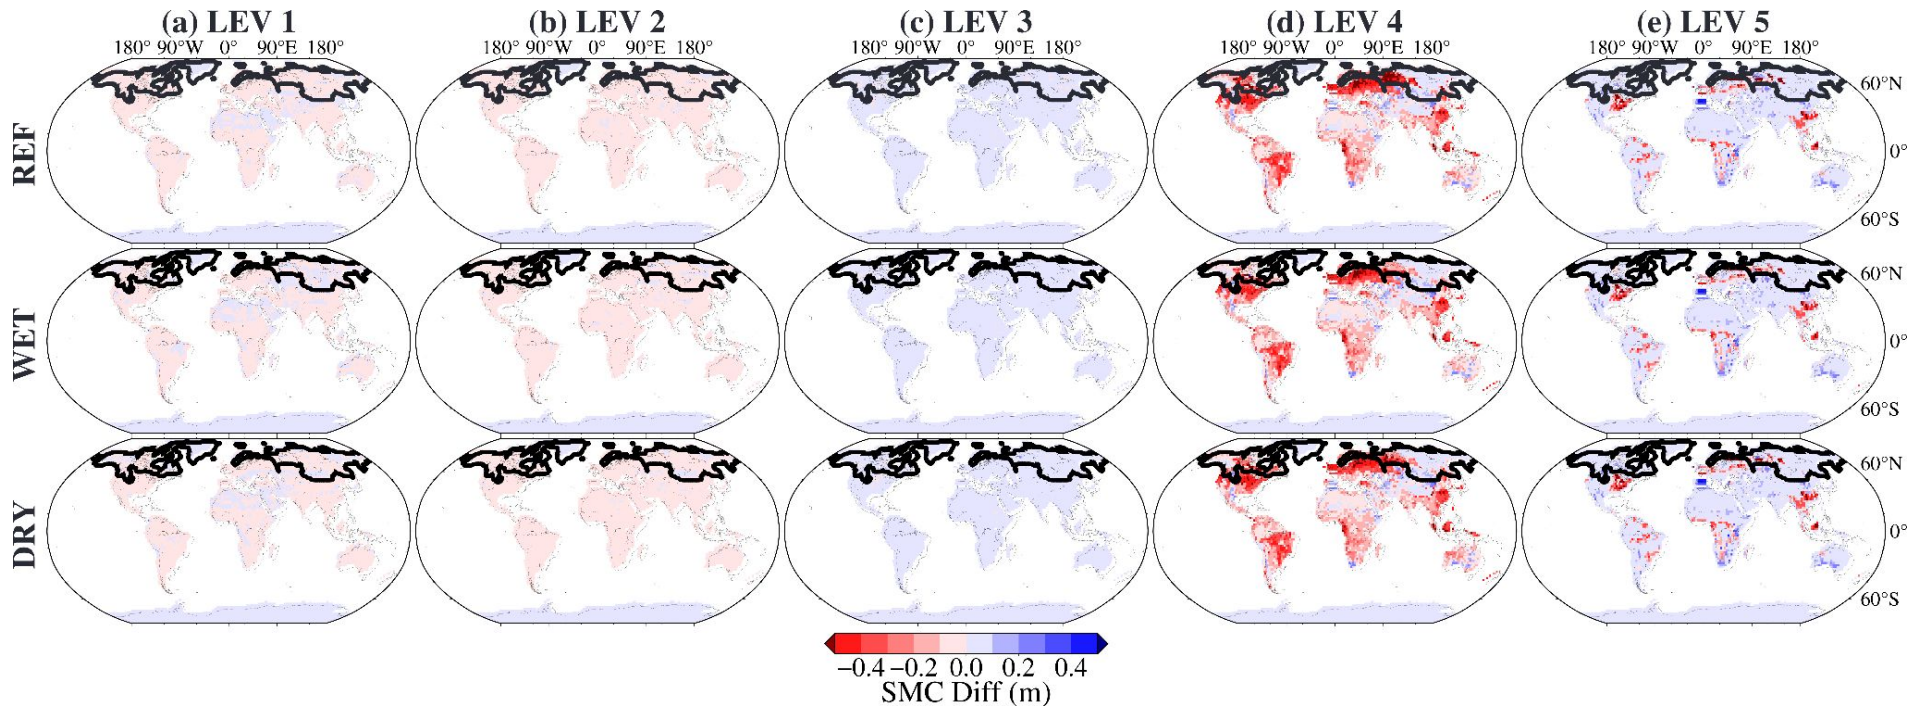 (a) LEV 1 (b) LEV 2 (c) LEV 3 (d) LEV 4 (e) LEV 5
180° 90°W 0° 90°E 180° 180° 90°W 0° 90°E 180° 180° 90°W 0° 90°E 180° 180° 90°W 0° 90°E 180° 180° 90°W 0° 90°E 180°
60°N
REF
0°
60°S
60°N
WET
0°
60°S
60°N
DRY
0°
60°S
−0.4 −0.2 0.0 0.2 0.4
SMC Diff (m)